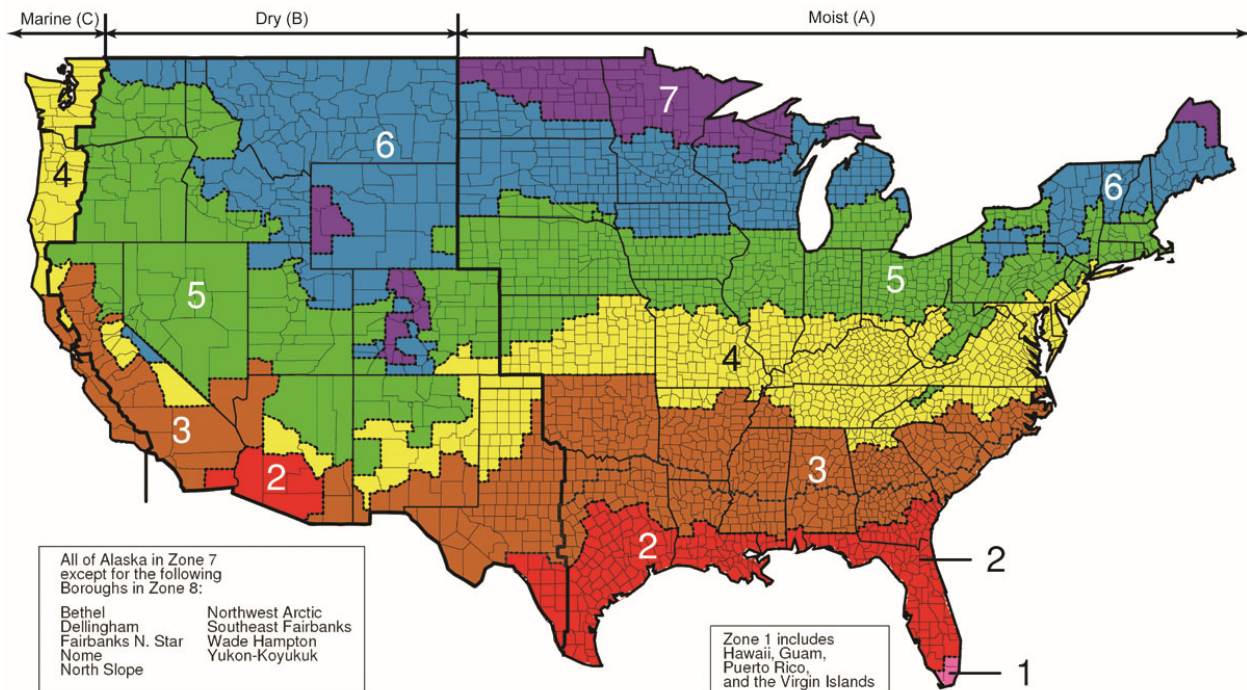 Marine (C)
Dry (B)
Moist (A)
7
6
6
4
5
5
4
3
3
2
2
2
1
All of Alaska in Zone 7
except for the following
Boroughs in Zone 8:
Bethel
Dellingham
Fairbanks N. Star
Nome
North Slope
Northwest Arctic
Southeast Fairbanks
Wade Hampton
Yukon-Koyukuk
Zone 1 includes
Hawaii, Guam,
Puerto Rico,
and the Virgin Islands